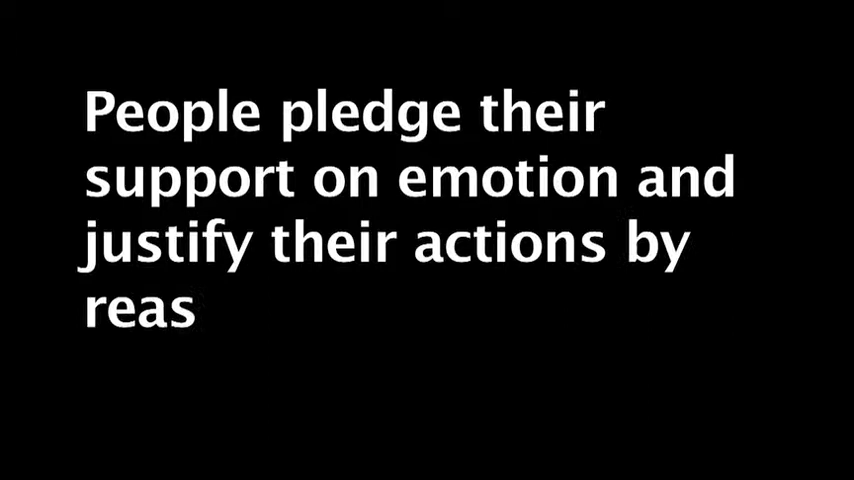 People pledge their
support on emotion and
justify their actions by
reas